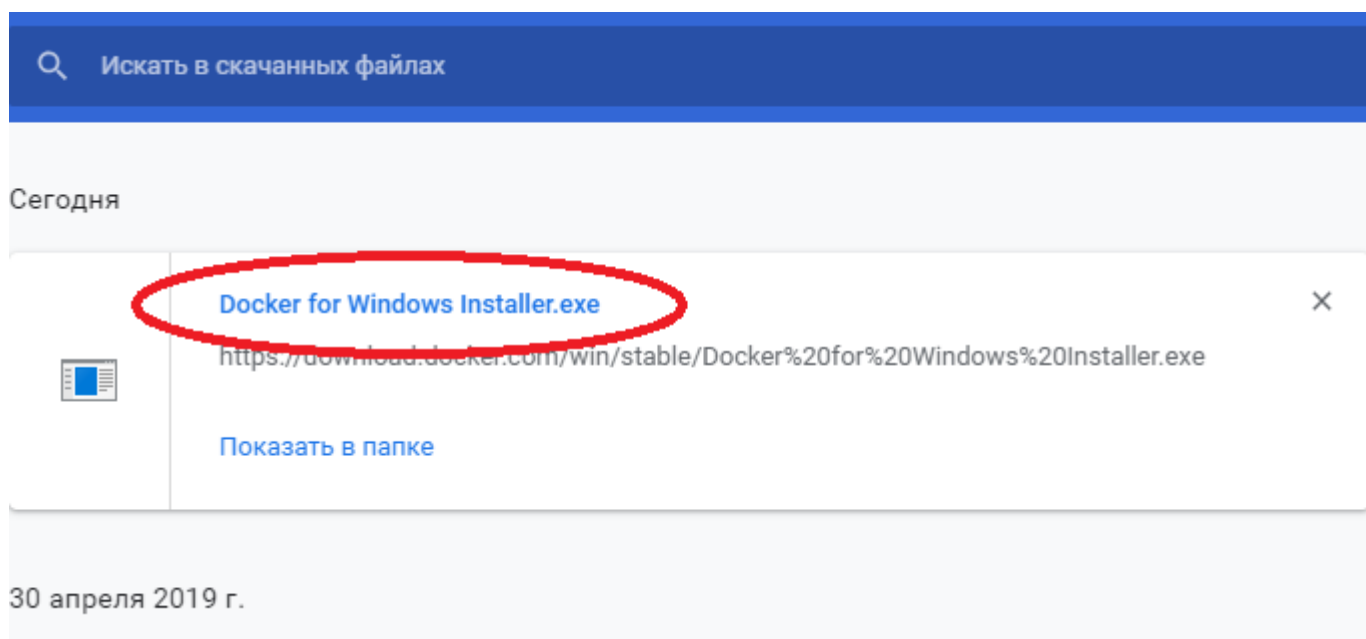 Искать в скачанных файлах
Сегодня
Docker for Windows Installer.exe
https://download.docker.com/win/stable/Docker%20for%20Windows%20Installer.exe
Показать в папке
30 апреля 2019 г.